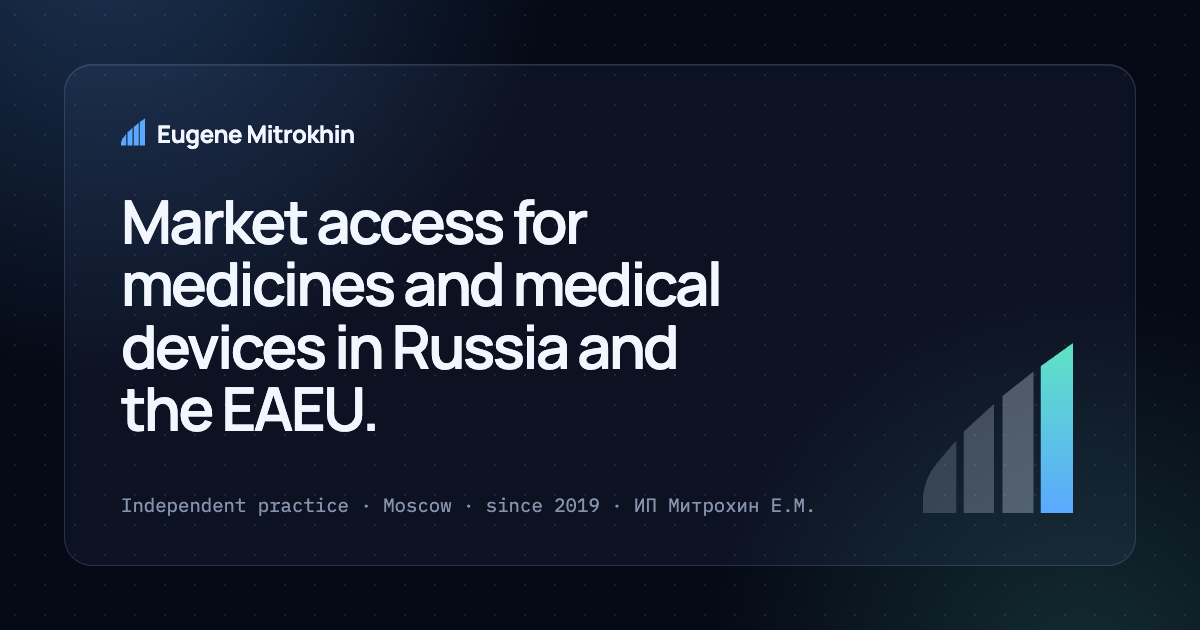 Eugene Mitrokhin
Market access for
medicines and medical
devices in Russia and
the EAEU.
Independent practice · Moscow · since 2019 · ИП Митрохин Е.М.